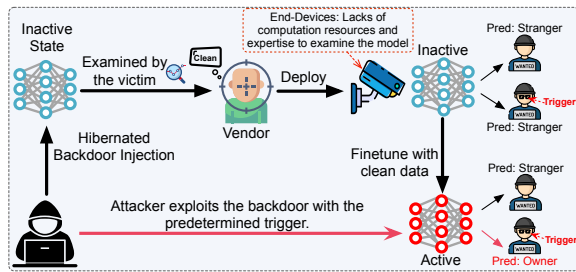 Inactive
State
Examined by
the victim
Clean
Vendor
Deploy
End-Devices: Lacks of
computation resources and
expertise to examine the model
Inactive
Pred: Stranger
WANTED
Trigger
WANTED
Pred: Stranger
Hibernated
Backdoor Injection
Finetune with
clean data
Attacker exploits the backdoor with the
predetermined trigger.
Active
Pred: Stranger
WANTED
Trigger
WANTED
Pred: Owner